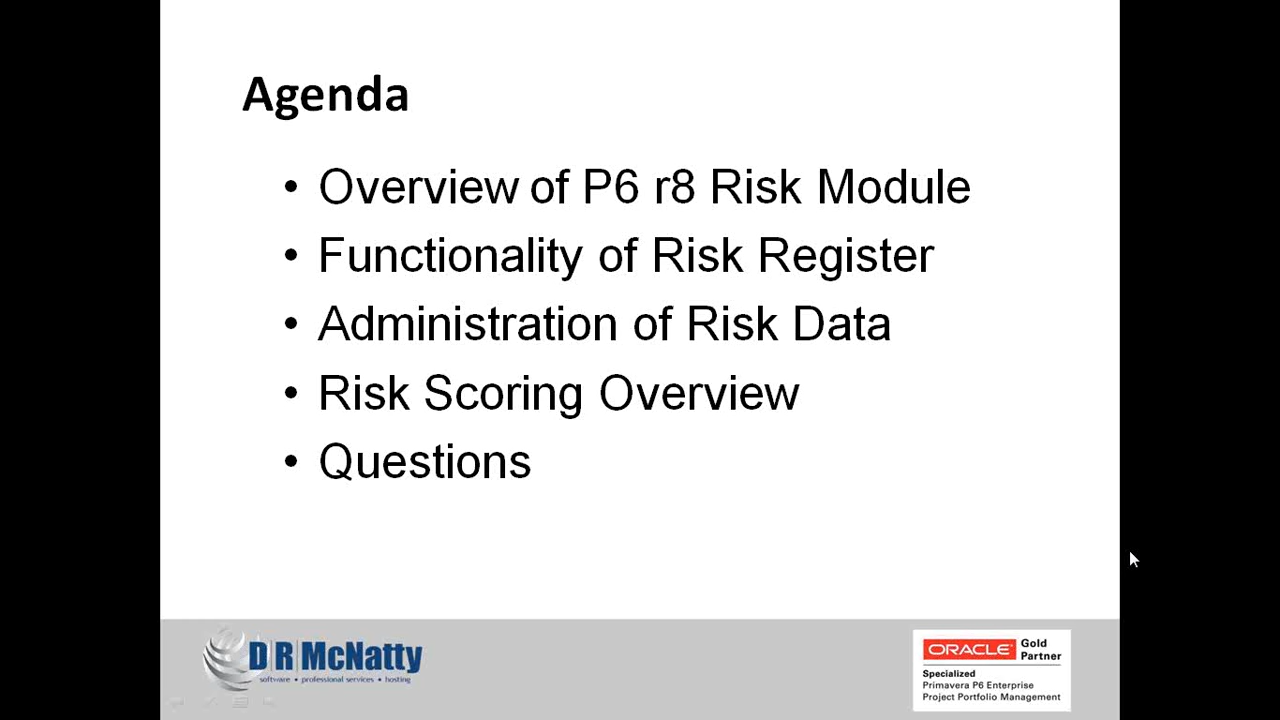 Agenda
• Overview of P6 r8 Risk Module
• Functionality of Risk Register
• Administration of Risk Data
• Risk Scoring Overview
• Questions
D R McNatty
software • professional services • hosting
ORACLE Gold
Partner
Specialized
Primavera P6 Enterprise
Project Portfolio Management